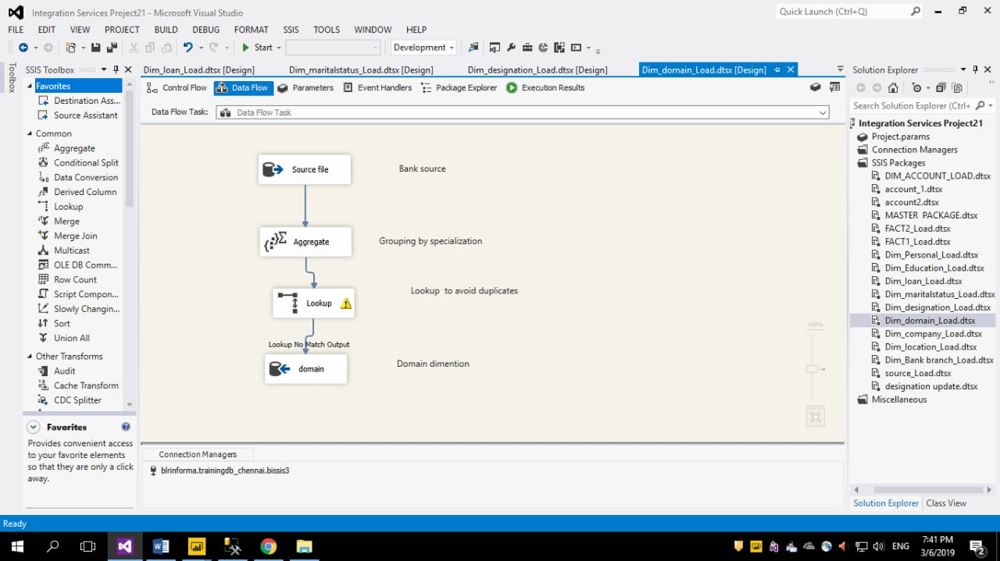 Integration Services Project21 - Microsoft Visual Studio
Quick Launch (Ctrl+Q)
FILE EDIT VIEW PROJECT BUILD DEBUG FORMAT SSIS TOOLS WINDOW HELP
Start
Development
Toolbox
SSIS Toolbox
Favorites
Destination Ass...
Source Assistant
Common
Aggregate
Conditional Split
Data Conversion
Derived Column
Lookup
Merge
Merge Join
Multicast
OLE DB Comm...
Row Count
Script Compon...
Slowly Changin...
Sort
Union All
Other Transforms
Audit
Cache Transform
CDC Splitter
Favorites
Provides convenient access
to your favorite elements
so that they are only a click
away.
Dim_loan_Load.dtsx [Design]
Dim_maritalstatus_Load.dtsx [Design]
Dim_designation_Load.dtsx [Design]
Dim_domain_Load.dtsx [Design]
Control Flow
Data Flow
Parameters
Event Handlers
Package Explorer
Execution Results
Data Flow Task:
Data Flow Task
Source file
Bank source
Aggregate
Grouping by specialization
Lookup
Lookup to avoid duplicates
Lookup No Match Output
domain
Domain dimention
100%
Connection Managers
blrinforma.trainingdb_chennai.bissis3
Solution Explorer
Search Solution Explorer (Ctrl+
Integration Services Project21
Project.params
Connection Managers
SSIS Packages
DIM_ACCOUNT_LOAD.dtsx
account_1.dtsx
account2.dtsx
MASTER PACKAGE.dtsx
FACT2_Load.dtsx
FACT1_Load.dtsx
Dim_Personal_Load.dtsx
Dim_Education_Load.dtsx
Dim_loan_Load.dtsx
Dim_maritalstatus_Load.dtsx
Dim_designation_Load.dtsx
Dim_domain_Load.dtsx
Dim_company_Load.dtsx
Dim_location_Load.dtsx
Dim_Bank branch_Load.dtsx
source_Load.dtsx
designation update.dtsx
Miscellaneous
Solution Explorer
Class View
Ready
ENG
7:41 PM
3/6/2019
2